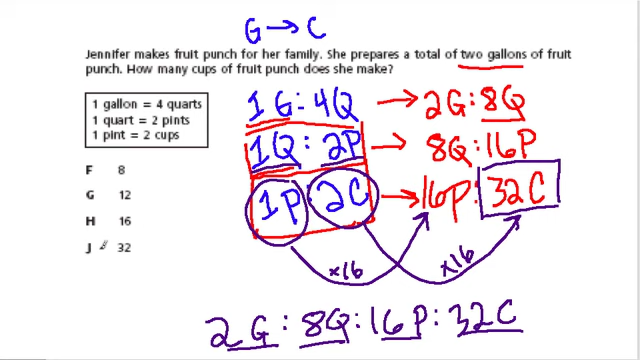 G → C
Jennifer makes fruit punch for her family. She prepares a total of two gallons of fruit
punch. How many cups of fruit punch does she make?
1 gallon = 4 quarts
1 quart = 2 pints
1 pint = 2 cups
F 8
G 12
H 16
J 32
1G : 4Q → 2G : 8Q
1Q : 2P → 8Q : 16P
1P : 2C → 16P : 32C
×16 ×16
2G : 8Q : 16P : 32C